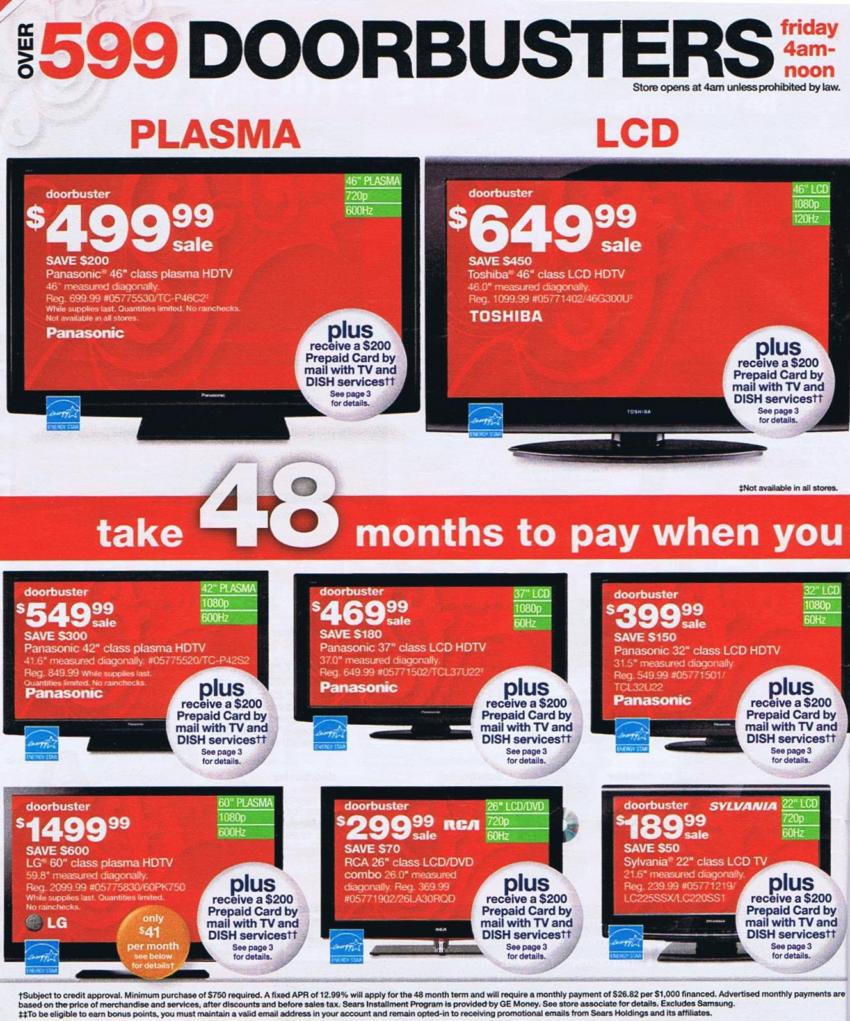 OVER 599 DOORBUSTERS friday 4am-noon
Store opens at 4am unless prohibited by law.
PLASMA
LCD
doorbuster
46" PLASMA
720p
600Hz
$499.99 sale
SAVE $200
Panasonic® 46" class plasma HDTV
46" measured diagonally.
Reg. 699.99 #05775530/TC-P46C2‡
While supplies last. Quantities limited. No rainchecks.
Not available in all stores.
Panasonic
plus
receive a $200
Prepaid Card by
mail with TV and
DISH services††
See page 3
for details.
Panasonic
ENERGY STAR
doorbuster
46" LCD
1080p
120Hz
$649.99 sale
SAVE $450
Toshiba® 46" class LCD HDTV
46.0" measured diagonally.
Reg. 1099.99 #05771402/46G300U‡
TOSHIBA
plus
receive a $200
Prepaid Card by
mail with TV and
DISH services††
See page 3
for details.
TOSHIBA
ENERGY STAR
‡Not available in all stores.
take 48 months to pay when you
doorbuster
42" PLASMA
1080p
600Hz
$549.99 sale
SAVE $300
Panasonic 42" class plasma HDTV
41.6" measured diagonally. #05775520/TC-P42S2
Reg. 849.99 While supplies last.
Quantities limited. No rainchecks.
Panasonic
plus
receive a $200
Prepaid Card by
mail with TV and
DISH services††
See page 3
for details.
Panasonic
ENERGY STAR
doorbuster
37" LCD
1080p
60Hz
$469.99 sale
SAVE $180
Panasonic 37" class LCD HDTV
37.0" measured diagonally.
Reg. 649.99 #05771502/TCL37U22‡
Panasonic
plus
receive a $200
Prepaid Card by
mail with TV and
DISH services††
See page 3
for details.
Panasonic
ENERGY STAR
doorbuster
32" LCD
1080p
60Hz
$399.99 sale
SAVE $150
Panasonic 32" class LCD HDTV
31.5" measured diagonally.
Reg. 549.99 #05771501/
TCL32U22
Panasonic
plus
receive a $200
Prepaid Card by
mail with TV and
DISH services††
See page 3
for details.
Panasonic
ENERGY STAR
doorbuster
60" PLASMA
1080p
600Hz
$1499.99 sale
SAVE $600
LG® 60" class plasma HDTV
59.8" measured diagonally.
Reg. 2099.99 #05775830/60PK750
While supplies last. Quantities limited.
No rainchecks.
LG
only
$41
per month
see below
for details†
plus
receive a $200
Prepaid Card by
mail with TV and
DISH services††
See page 3
for details.
ENERGY STAR
doorbuster
26" LCD/DVD
720p
60Hz
$299.99 sale
RCA
SAVE $70
RCA 26" class LCD/DVD
combo 26.0" measured
diagonally. Reg. 369.99
#05771902/26LA30RQD
plus
receive a $200
Prepaid Card by
mail with TV and
DISH services††
See page 3
for details.
RCA
ENERGY STAR
doorbuster
SYLVANIA
22" LCD
720p
60Hz
$189.99 sale
SAVE $50
Sylvania® 22" class LCD TV
21.6" measured diagonally.
Reg. 239.99 #05771219/
LC225SSX/LC220SS1
plus
receive a $200
Prepaid Card by
mail with TV and
DISH services††
See page 3
for details.
SYLVANIA
ENERGY STAR
†Subject to credit approval. Minimum purchase of $750 required. A fixed APR of 12.99% will apply for the 48 month term and will require a monthly payment of $26.82 per $1,000 financed. Advertised monthly payments are
based on the price of merchandise and services, after discounts and before sales tax. Sears Installment Program is provided by GE Money. See store associate for details. Excludes Samsung.
‡‡To be eligible to earn bonus points, you must maintain a valid email address in your account and remain opted-in to receiving promotional emails from Sears Holdings and its affiliates.